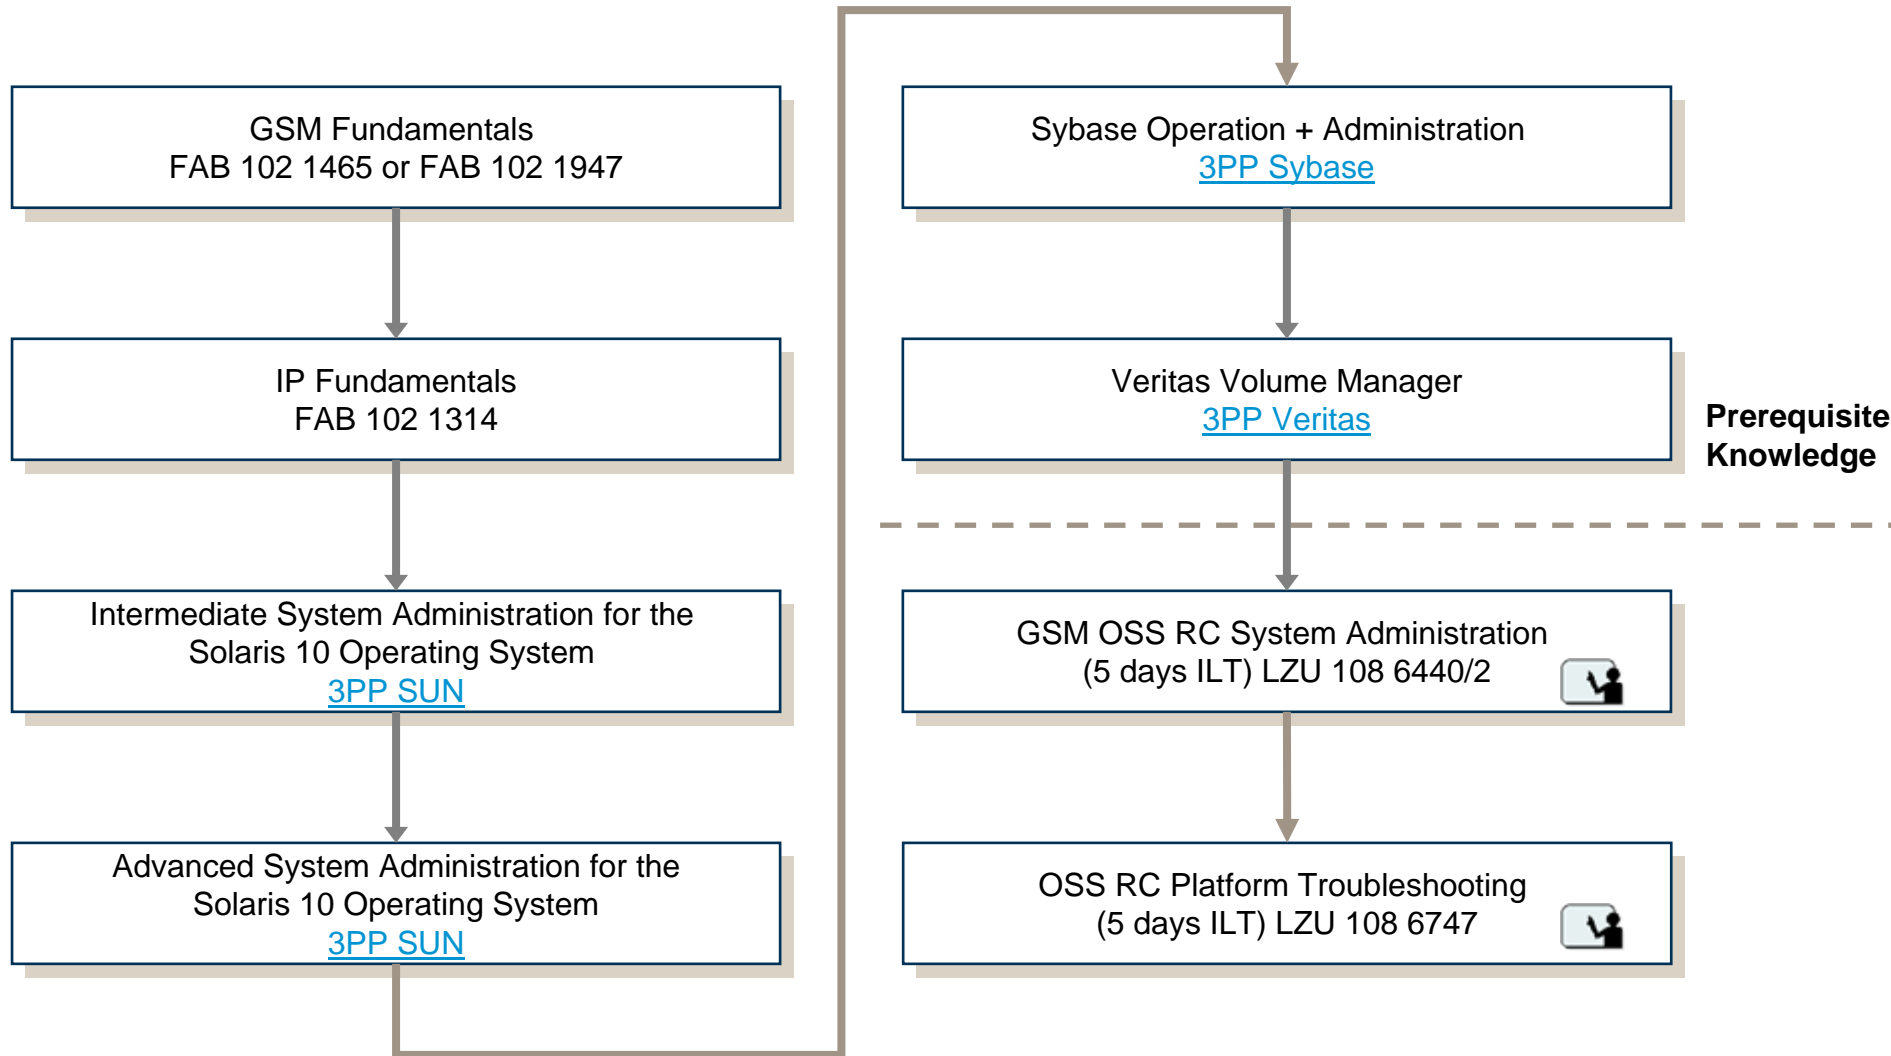 GSM Fundamentals
FAB 102 1465 or FAB 102 1947
IP Fundamentals
FAB 102 1314
Intermediate System Administration for the
Solaris 10 Operating System
3PP SUN
Advanced System Administration for the
Solaris 10 Operating System
3PP SUN
Sybase Operation + Administration
3PP Sybase
Veritas Volume Manager
3PP Veritas
Prerequisite
Knowledge
GSM OSS RC System Administration
(5 days ILT) LZU 108 6440/2
OSS RC Platform Troubleshooting
(5 days ILT) LZU 108 6747